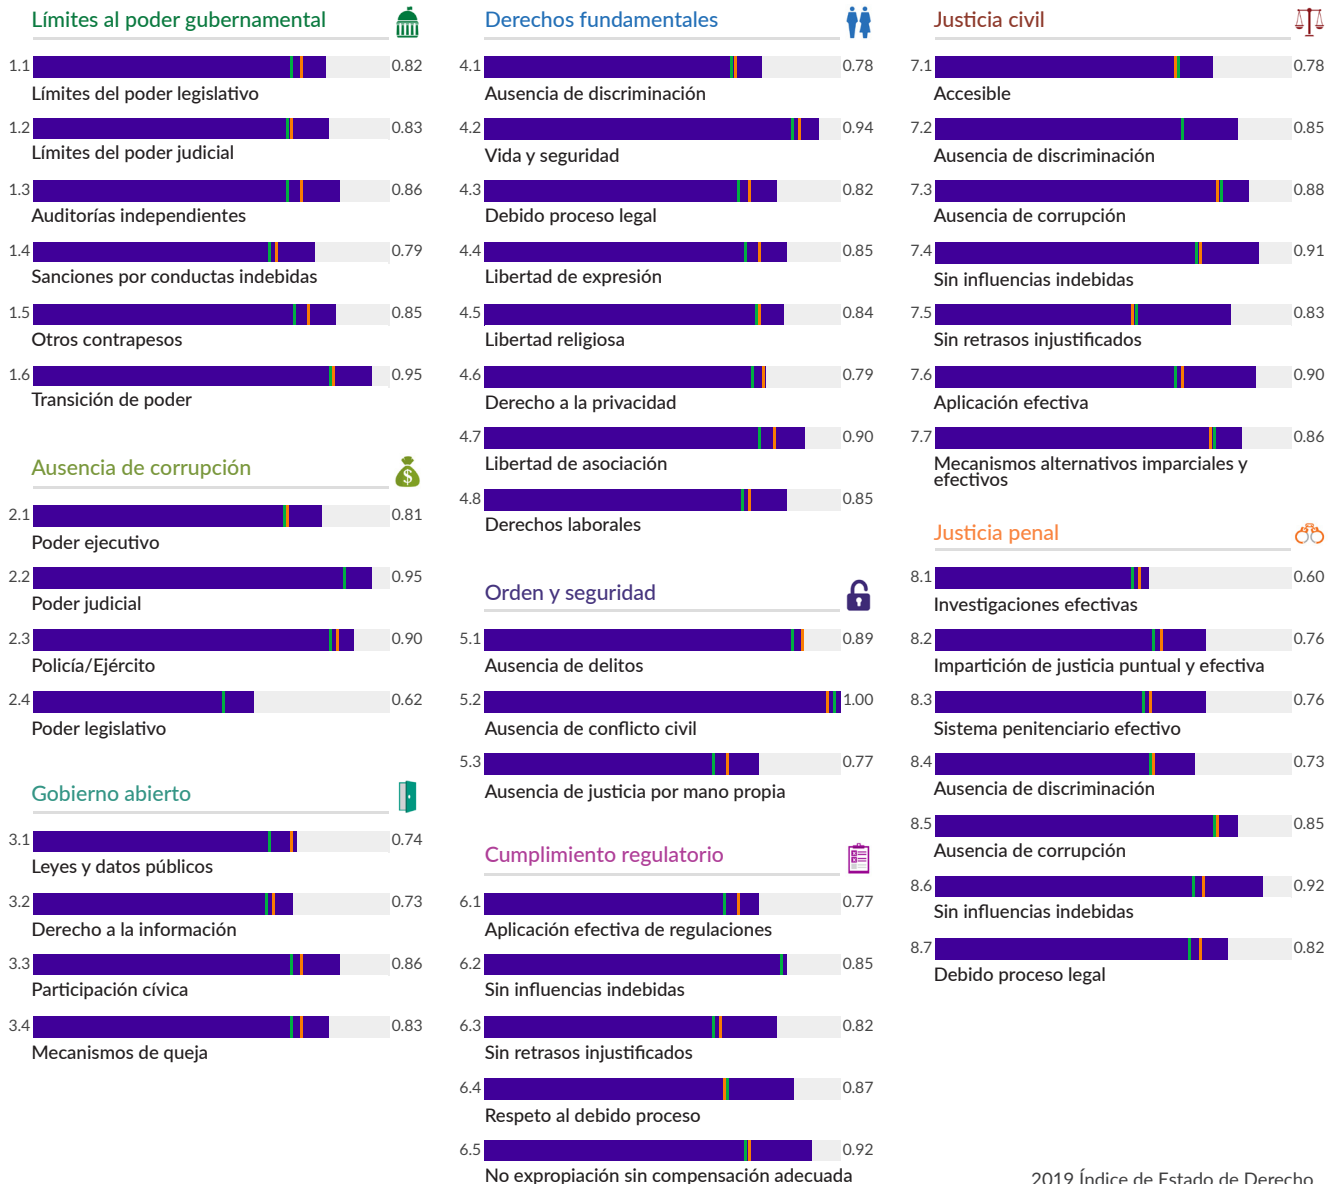 Límites al poder gubernamental
1.1 0.82
Límites del poder legislativo
1.2 0.83
Límites del poder judicial
1.3 0.86
Auditorías independientes
1.4 0.79
Sanciones por conductas indebidas
1.5 0.85
Otros contrapesos
1.6 0.95
Transición de poder
Ausencia de corrupción
$
2.1 0.81
Poder ejecutivo
2.2 0.95
Poder judicial
2.3 0.90
Policía/Ejército
2.4 0.62
Poder legislativo
Gobierno abierto
3.1 0.74
Leyes y datos públicos
3.2 0.73
Derecho a la información
3.3 0.86
Participación cívica
3.4 0.83
Mecanismos de queja
Derechos fundamentales
4.1 0.78
Ausencia de discriminación
4.2 0.94
Vida y seguridad
4.3 0.82
Debido proceso legal
4.4 0.85
Libertad de expresión
4.5 0.84
Libertad religiosa
4.6 0.79
Derecho a la privacidad
4.7 0.90
Libertad de asociación
4.8 0.85
Derechos laborales
Orden y seguridad
5.1 0.89
Ausencia de delitos
5.2 1.00
Ausencia de conflicto civil
5.3 0.77
Ausencia de justicia por mano propia
Cumplimiento regulatorio
6.1 0.77
Aplicación efectiva de regulaciones
6.2 0.85
Sin influencias indebidas
6.3 0.82
Sin retrasos injustificados
6.4 0.87
Respeto al debido proceso
6.5 0.92
No expropiación sin compensación adecuada
Justicia civil
7.1 0.78
Accesible
7.2 0.85
Ausencia de discriminación
7.3 0.88
Ausencia de corrupción
7.4 0.91
Sin influencias indebidas
7.5 0.83
Sin retrasos injustificados
7.6 0.90
Aplicación efectiva
7.7 0.86
Mecanismos alternativos imparciales y
efectivos
Justicia penal
8.1 0.60
Investigaciones efectivas
8.2 0.76
Impartición de justicia puntual y efectiva
8.3 0.76
Sistema penitenciario efectivo
8.4 0.73
Ausencia de discriminación
8.5 0.85
Ausencia de corrupción
8.6 0.92
Sin influencias indebidas
8.7 0.82
Debido proceso legal
2019 Índice de Estado de Derecho